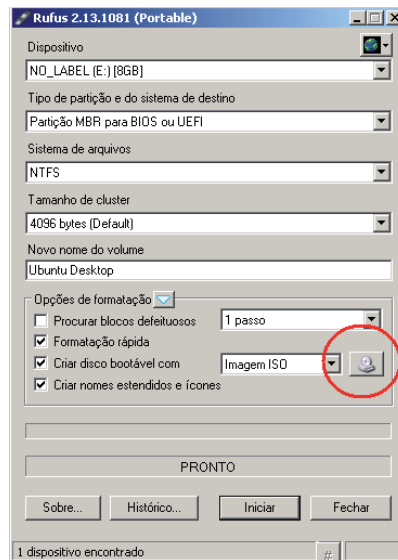 Rufus 2.13.1081 (Portable)
Dispositivo
NO_LABEL (E:) [8GB]
Tipo de partição e do sistema de destino
Partição MBR para BIOS ou UEFI
Sistema de arquivos
NTFS
Tamanho de cluster
4096 bytes (Default)
Novo nome do volume
Ubuntu Desktop
Opções de formatação
Procurar blocos defeituosos 1 passo
Formatação rápida
Criar disco bootável com Imagem ISO
Criar nomes estendidos e ícones
PRONTO
Sobre... Histórico... Iniciar Fechar
1 dispositivo encontrado #